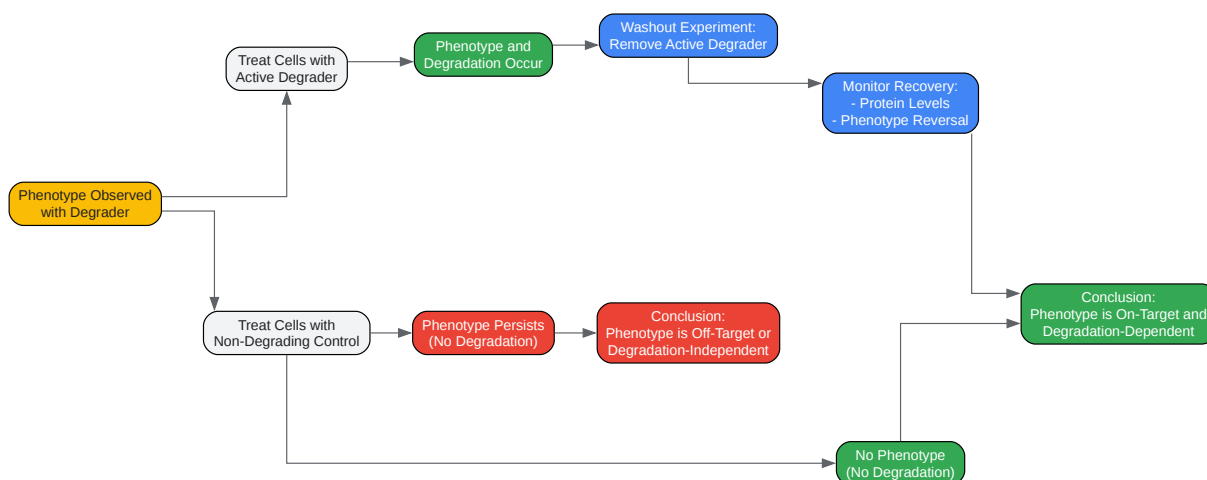 Washout Experiment:
Remove Active Degrader
Phenotype and
Degradation Occur
Treat Cells with
Active Degrader
Monitor Recovery:
- Protein Levels
- Phenotype Reversal
Phenotype Observed
with Degrader
Conclusion:
Phenotype is On-Target and
Degradation-Dependent
Treat Cells with
Non-Degrading Control
Phenotype Persists
(No Degradation)
Conclusion:
Phenotype is Off-Target or
Degradation-Independent
No Phenotype
(No Degradation)